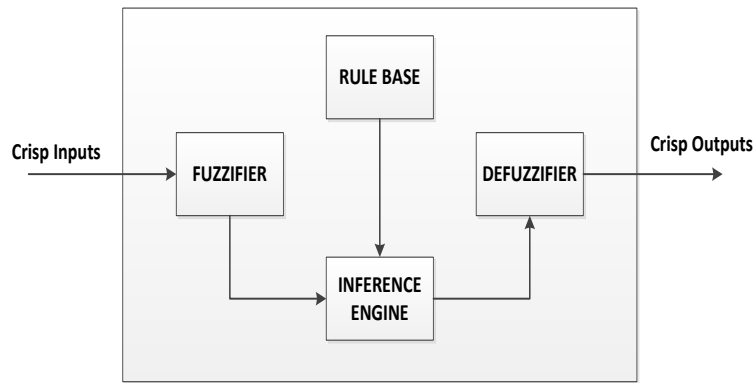 RULE BASE
Crisp Inputs
Crisp Outputs
FUZZIFIER
DEFUZZIFIER
INFERENCE
ENGINE